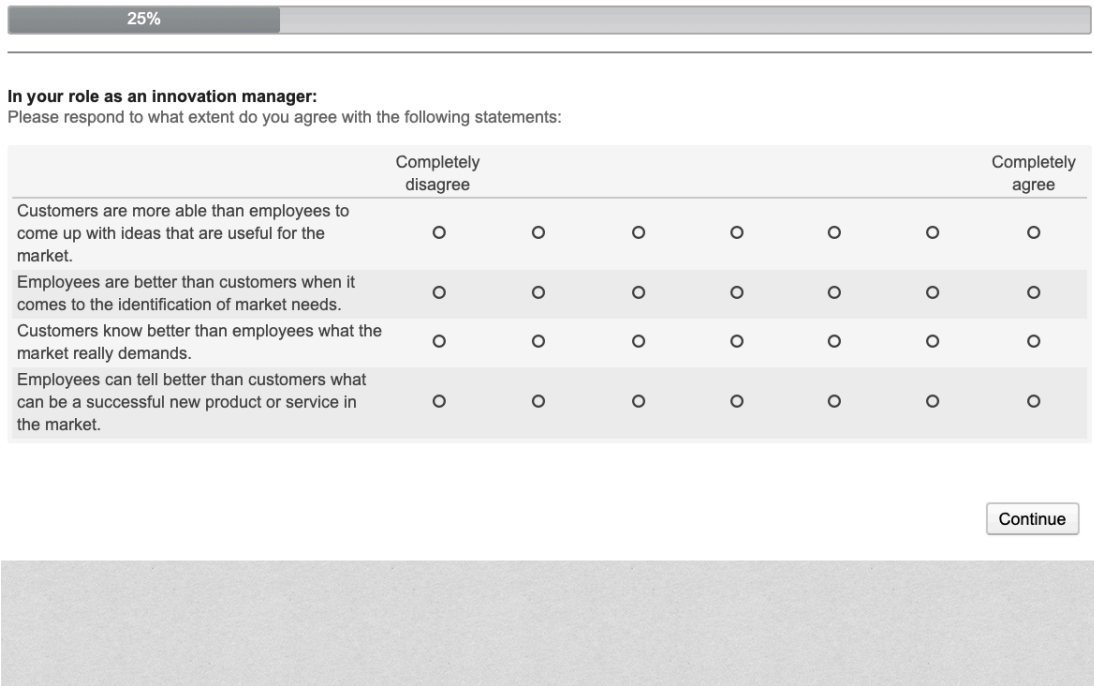 25%
In your role as an innovation manager:
Please respond to what extent do you agree with the following statements:
Completely
disagree
Completely
agree
Customers are more able than employees to
come up with ideas that are useful for the
market.
Employees are better than customers when it
comes to the identification of market needs.
Customers know better than employees what the
market really demands.
Employees can tell better than customers what
can be a successful new product or service in
the market.
Continue